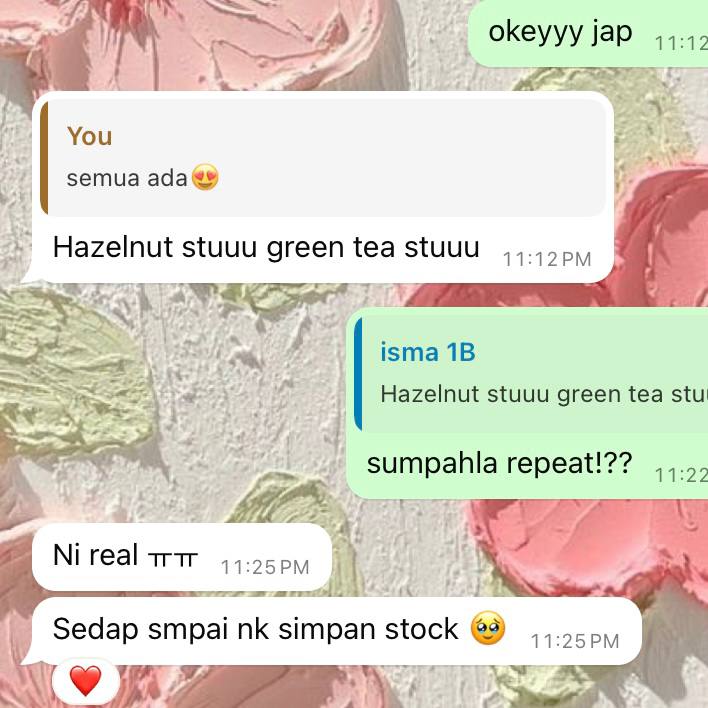 okeyyy jap 11:12
You
semua ada😍
Hazelnut stuuu green tea stuuu 11:12 PM
isma 1B
Hazelnut stuuu green tea stuu
sumpahla repeat!?? 11:22
Ni real ㅠㅠ 11:25 PM
Sedap smpai nk simpan stock 🥹 11:25 PM
❤️